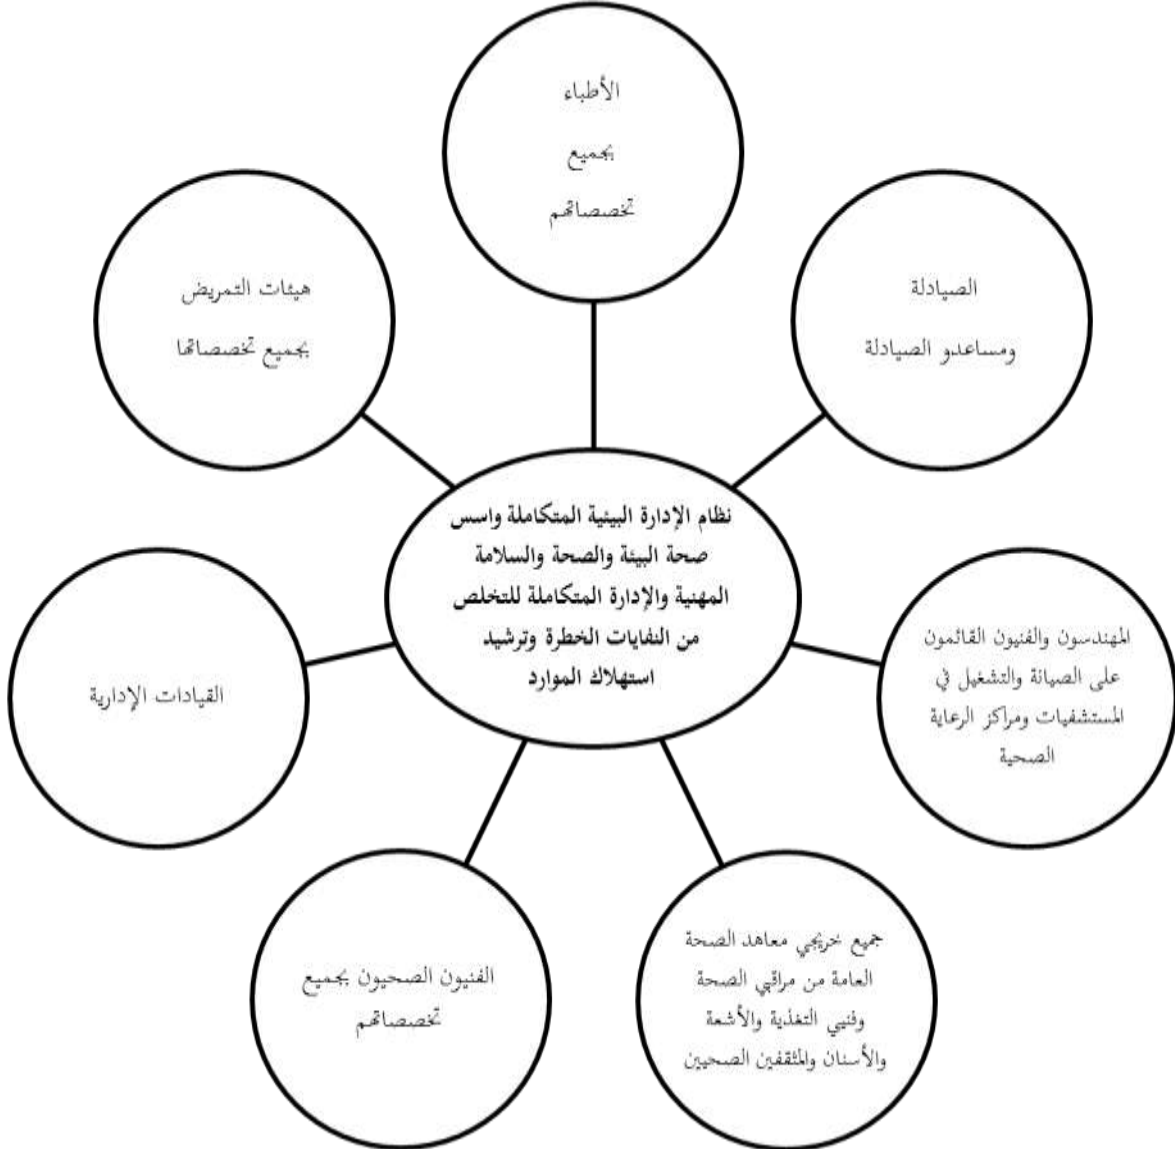 الأطباء
بجميع
تخصصاتهم
الصيادلة
ومساعدو الصيادلة
هيئات التمريض
بجميع تخصصاتها
نظام الإدارة البيئية المتكاملة واسس
صحة البيئة والصحة والسلامة
المهنية والإدارة المتكاملة للتخلص
من النفايات الخطرة وترشيد
استهلاك الموارد
المهندسون والفنيون القائمون
على الصيانة والتشغيل في
المستشفيات ومراكز الرعاية
الصحية
القيادات الإدارية
جميع خريجي معاهد الصحة
العامة من مراقبي الصحة
وفنيي التغذية والأشعة
والأسنان والمثقفين الصحيين
الفنيون الصحيون بجميع
تخصصاتهم